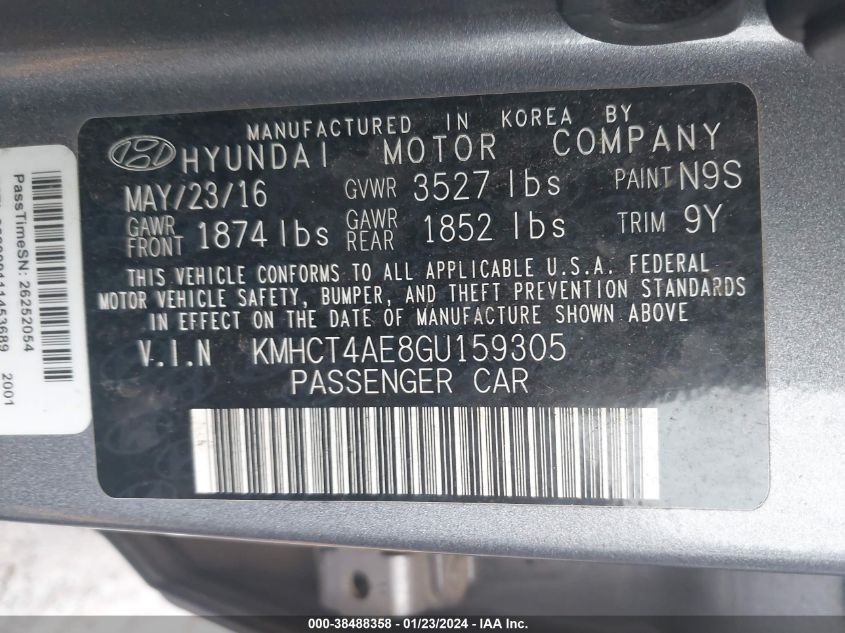 MANUFACTURED IN KOREA BY
HYUNDAI MOTOR COMPANY
MAY/23/16 GVWR 3527 lbs PAINT N9S
GAWR FRONT 1874 lbs GAWR REAR 1852 lbs TRIM 9Y
THIS VEHICLE CONFORMS TO ALL APPLICABLE U.S.A. FEDERAL
MOTOR VEHICLE SAFETY, BUMPER, AND THEFT PREVENTION STANDARDS
IN EFFECT ON THE DATE OF MANUFACTURE SHOWN ABOVE
V.I.N KMHCT4AE8GU159305
PASSENGER CAR
PassTimeSN: 26252054
2001
000-38488358 - 01/23/2024 - 1156